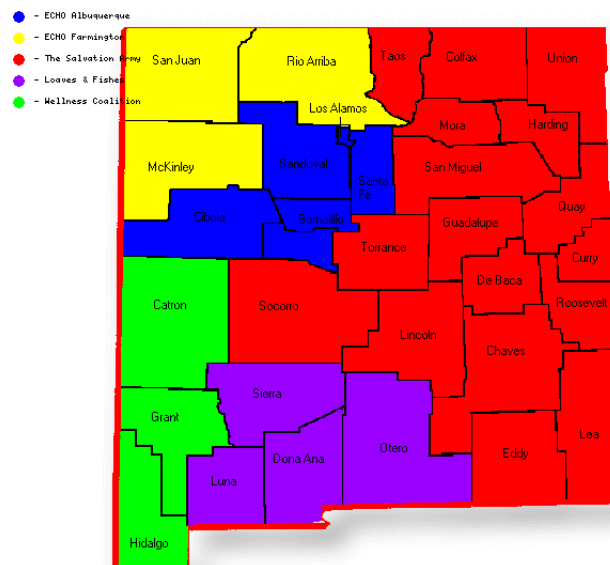 - ECHO Albuquerque
- ECHO Farmington
- The Salvation Army
- Loaves & Fishes
- Wellness Coalition
San Juan
Rio Arriba
Taos
Colfax
Union
Los Alamos
Mora
Harding
McKinley
Sandoval
Santa Fe
San Miguel
Cibola
Bernalillo
Guadalupe
Quay
Torrance
Curry
De Baca
Catron
Socorro
Lincoln
Roosevelt
Chaves
Sierra
Grant
Otero
Lea
Luna
Dona Ana
Eddy
Hidalgo